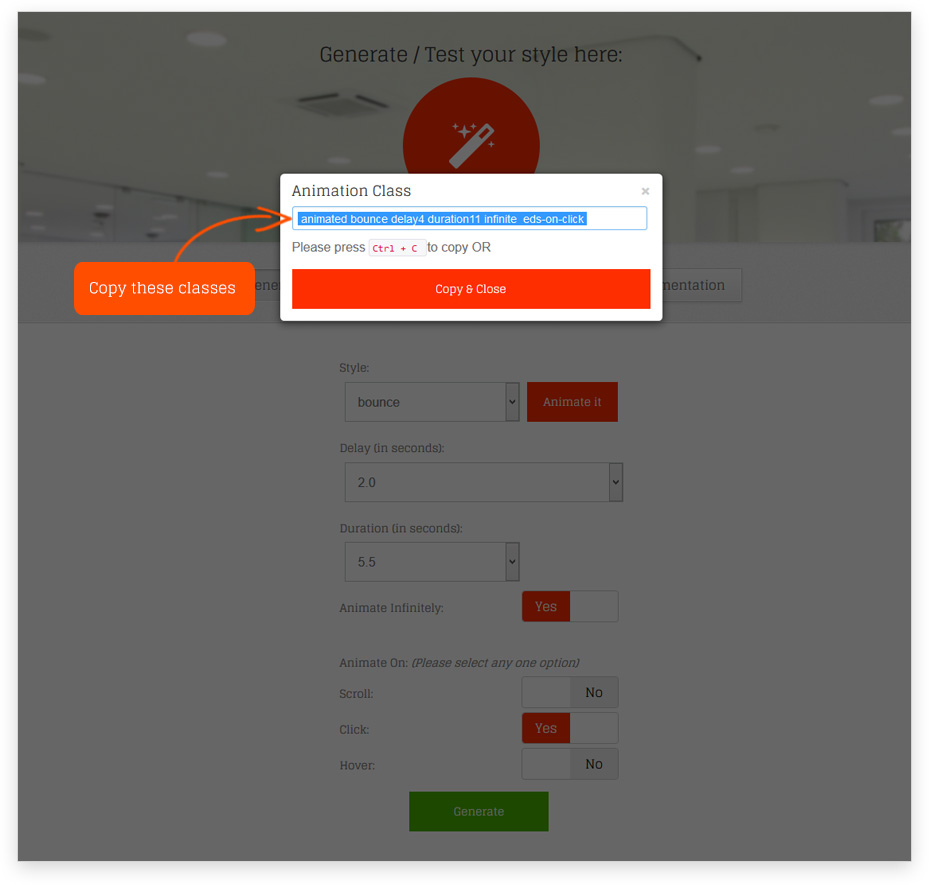 Generate / Test your style here:
Animation Class
×
animated bounce delay4 duration11 infinite  eds-on-click
Please press Ctrl + C to copy OR
Copy these classes
Copy & Close
Style:
bounce
Animate it
Delay (in seconds):
2.0
Duration (in seconds):
5.5
Animate Infinitely:
Yes
Animate On: (Please select any one option)
Scroll:
No
Click:
Yes
Hover:
No
Generate